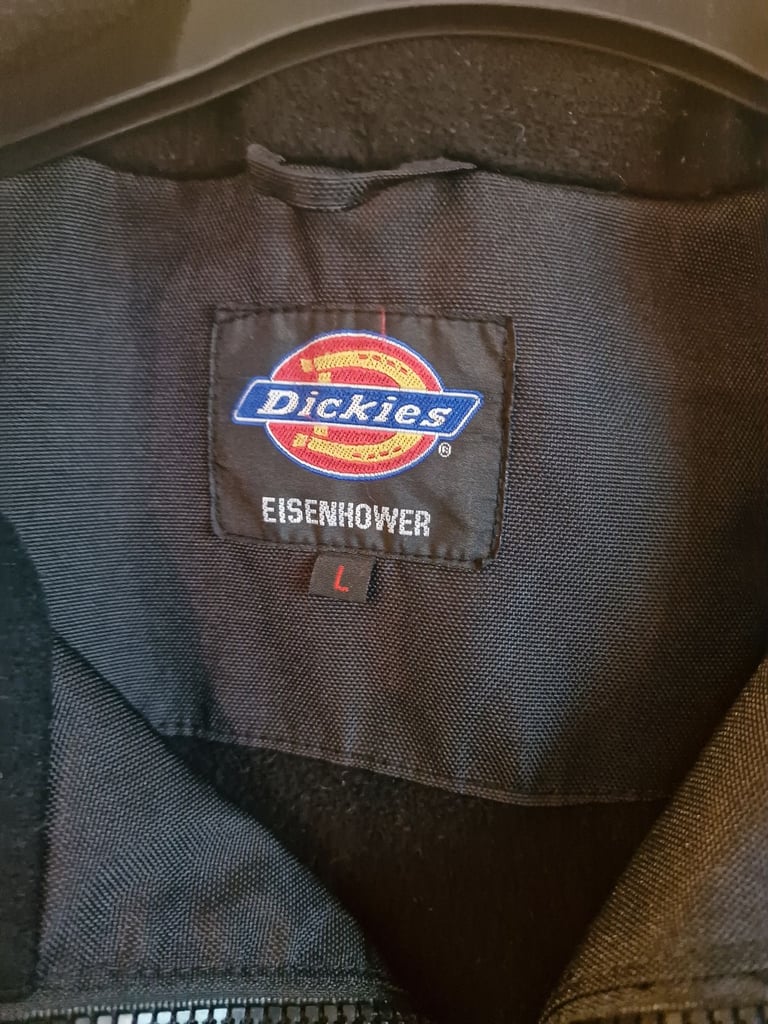 Dickies
®
EISENHOWER
L